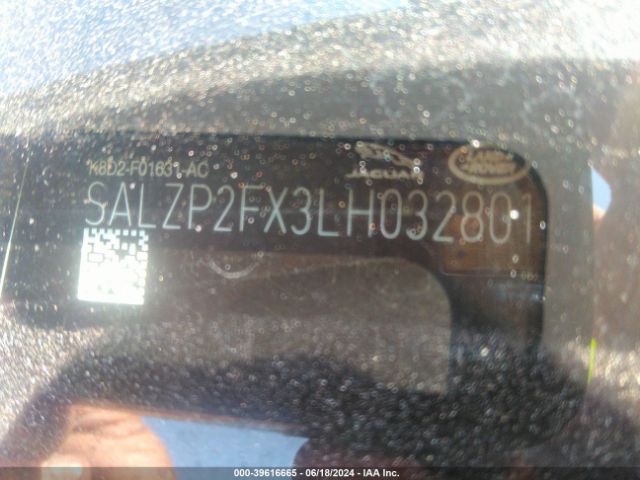 K8D2-F01631-AC
JAGUAR
LAND ROVER
SALZP2FX3LH032801
000-39616665 - 06/18/2024 - IAA Inc.